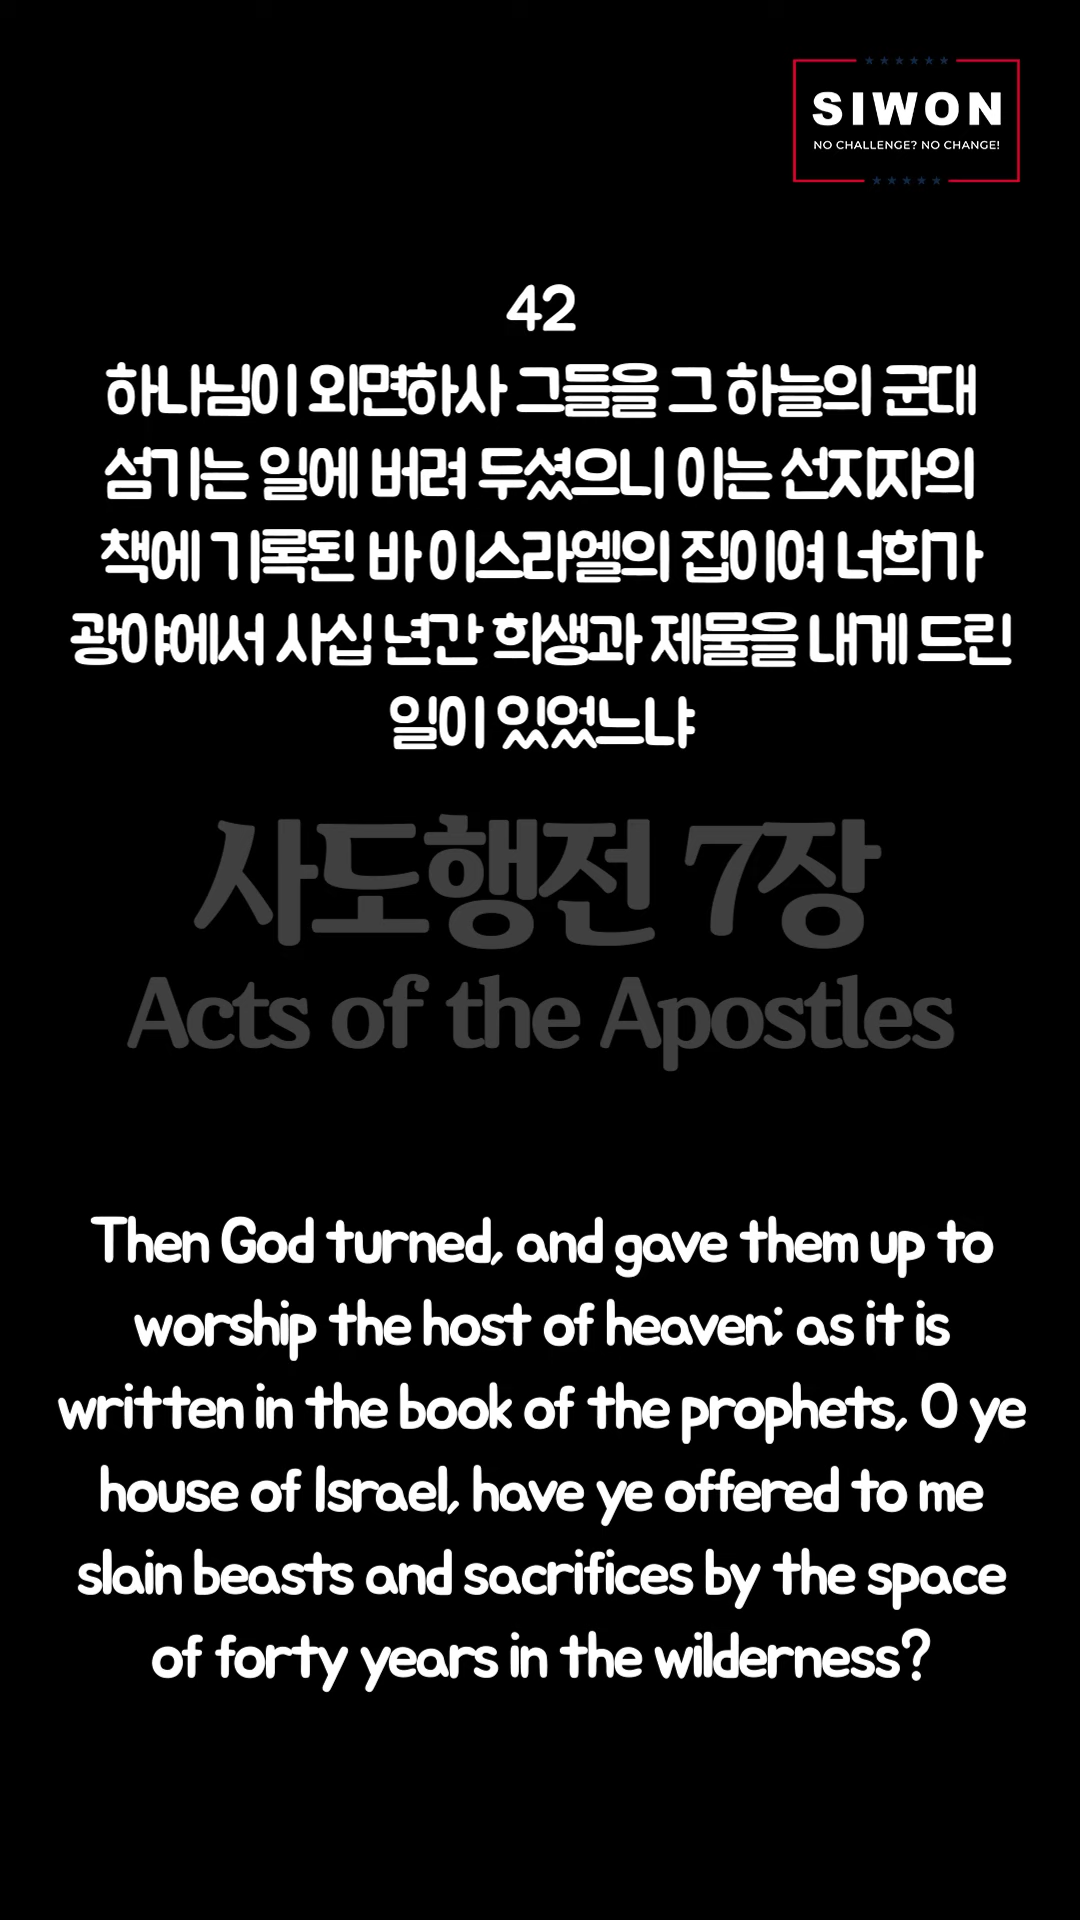 SIWON
NO CHALLENGE? NO CHANGE!
42
하나님이 외면하사 그들을 그 하늘의 군대
섬기는 일에 버려 두셨으니 이는 선지자의
책에 기록된 바 이스라엘의 집이여 너희가
광야에서 사십 년간 희생과 제물을 내게 드린
일이 있었느냐
사도행전 7장
Acts of the Apostles
Then God turned, and gave them up to
worship the host of heaven; as it is
written in the book of the prophets, O ye
house of Israel, have ye offered to me
slain beasts and sacrifices by the space
of forty years in the wilderness?